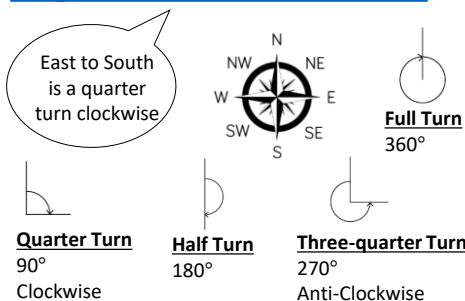 East to South
is a quarter
turn clockwise
N
NW
NE
W
E
SW
SE
S
Full Turn
360°
Quarter Turn
90°
Clockwise
Half Turn
180°
Three-quarter Turn
270°
Anti-Clockwise